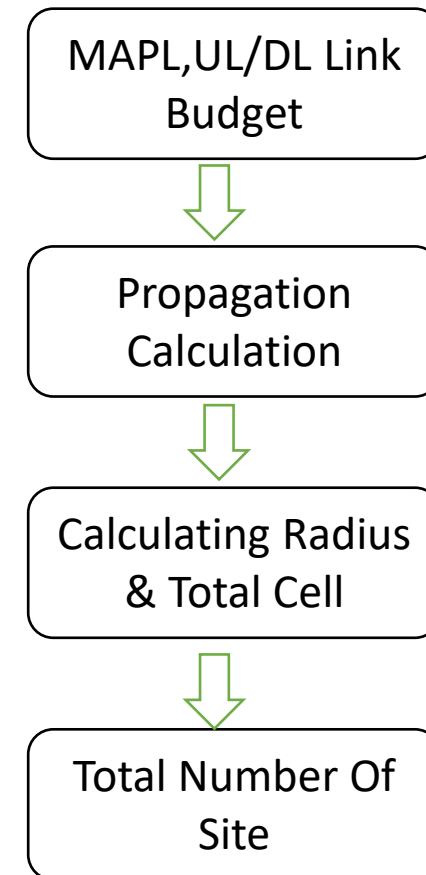 MAPL,UL/DL Link
Budget
Propagation
Calculation
Calculating Radius
& Total Cell
Total Number Of
Site